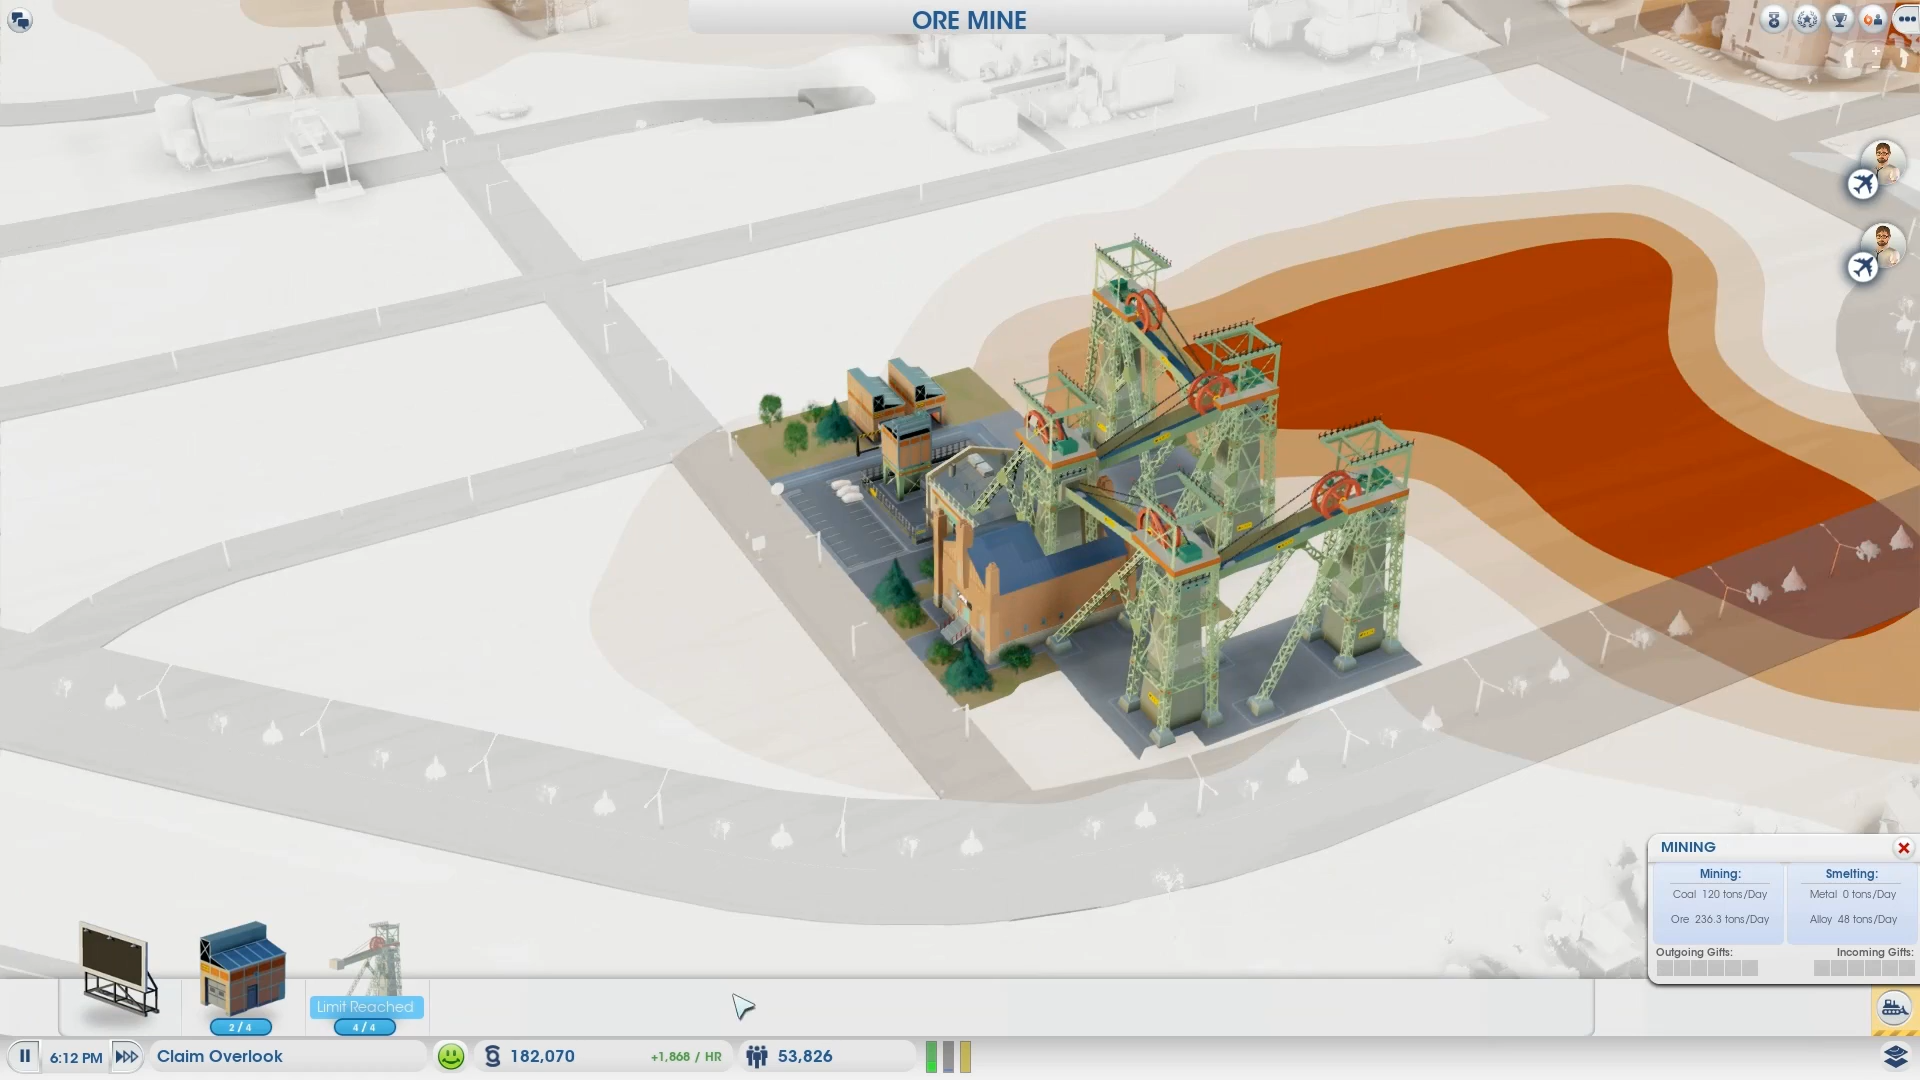 ORE MINE
MINING
Mining:
Coal 120 tons/Day
Ore 236.3 tons/Day
Smelting:
Metal 0 tons/Day
Alloy 48 tons/Day
Outgoing Gifts:
Incoming Gifts:
2 / 4
Limit Reached
4 / 4
6:12 PM
Claim Overlook
182,070
+1,868 / HR
53,826